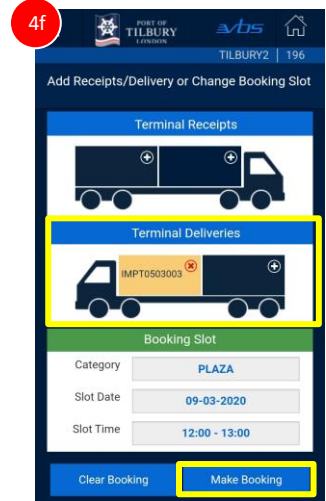 4f
PORT OF
TILBURY
LONDON
vbs
TILBURY2 | 196
Add Receipts/Delivery or Change Booking Slot
Terminal Receipts
Terminal Deliveries
IMPT0503003
Booking Slot
Category PLAZA
Slot Date 09-03-2020
Slot Time 12:00 - 13:00
Clear Booking Make Booking